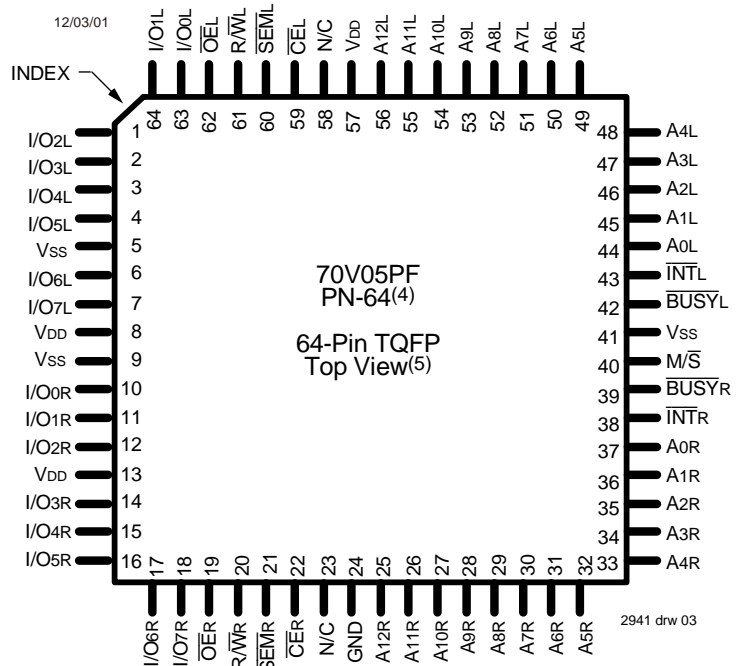 12/03/01
INDEX
I/O1L
I/O0L
OEL
R/WL
SEML
CEL
N/C
VDD
A12L
A11L
A10L
A9L
A8L
A7L
A6L
A5L
64
63
62
61
60
59
58
57
56
55
54
53
52
51
50
49
I/O2L 1
I/O3L 2
I/O4L 3
I/O5L 4
VSS 5
I/O6L 6
I/O7L 7
VDD 8
VSS 9
I/O0R 10
I/O1R 11
I/O2R 12
VDD 13
I/O3R 14
I/O4R 15
I/O5R 16
70V05PF
PN-64(4)
64-Pin TQFP
Top View(5)
48 A4L
47 A3L
46 A2L
45 A1L
44 A0L
43 INTL
42 BUSYL
41 VSS
40 M/S
39 BUSYR
38 INTR
37 A0R
36 A1R
35 A2R
34 A3R
33 A4R
17
18
19
20
21
22
23
24
25
26
27
28
29
30
31
32
I/O6R
I/O7R
OER
R/WR
SEMR
CER
N/C
GND
A12R
A11R
A10R
A9R
A8R
A7R
A6R
A5R
2941 drw 03